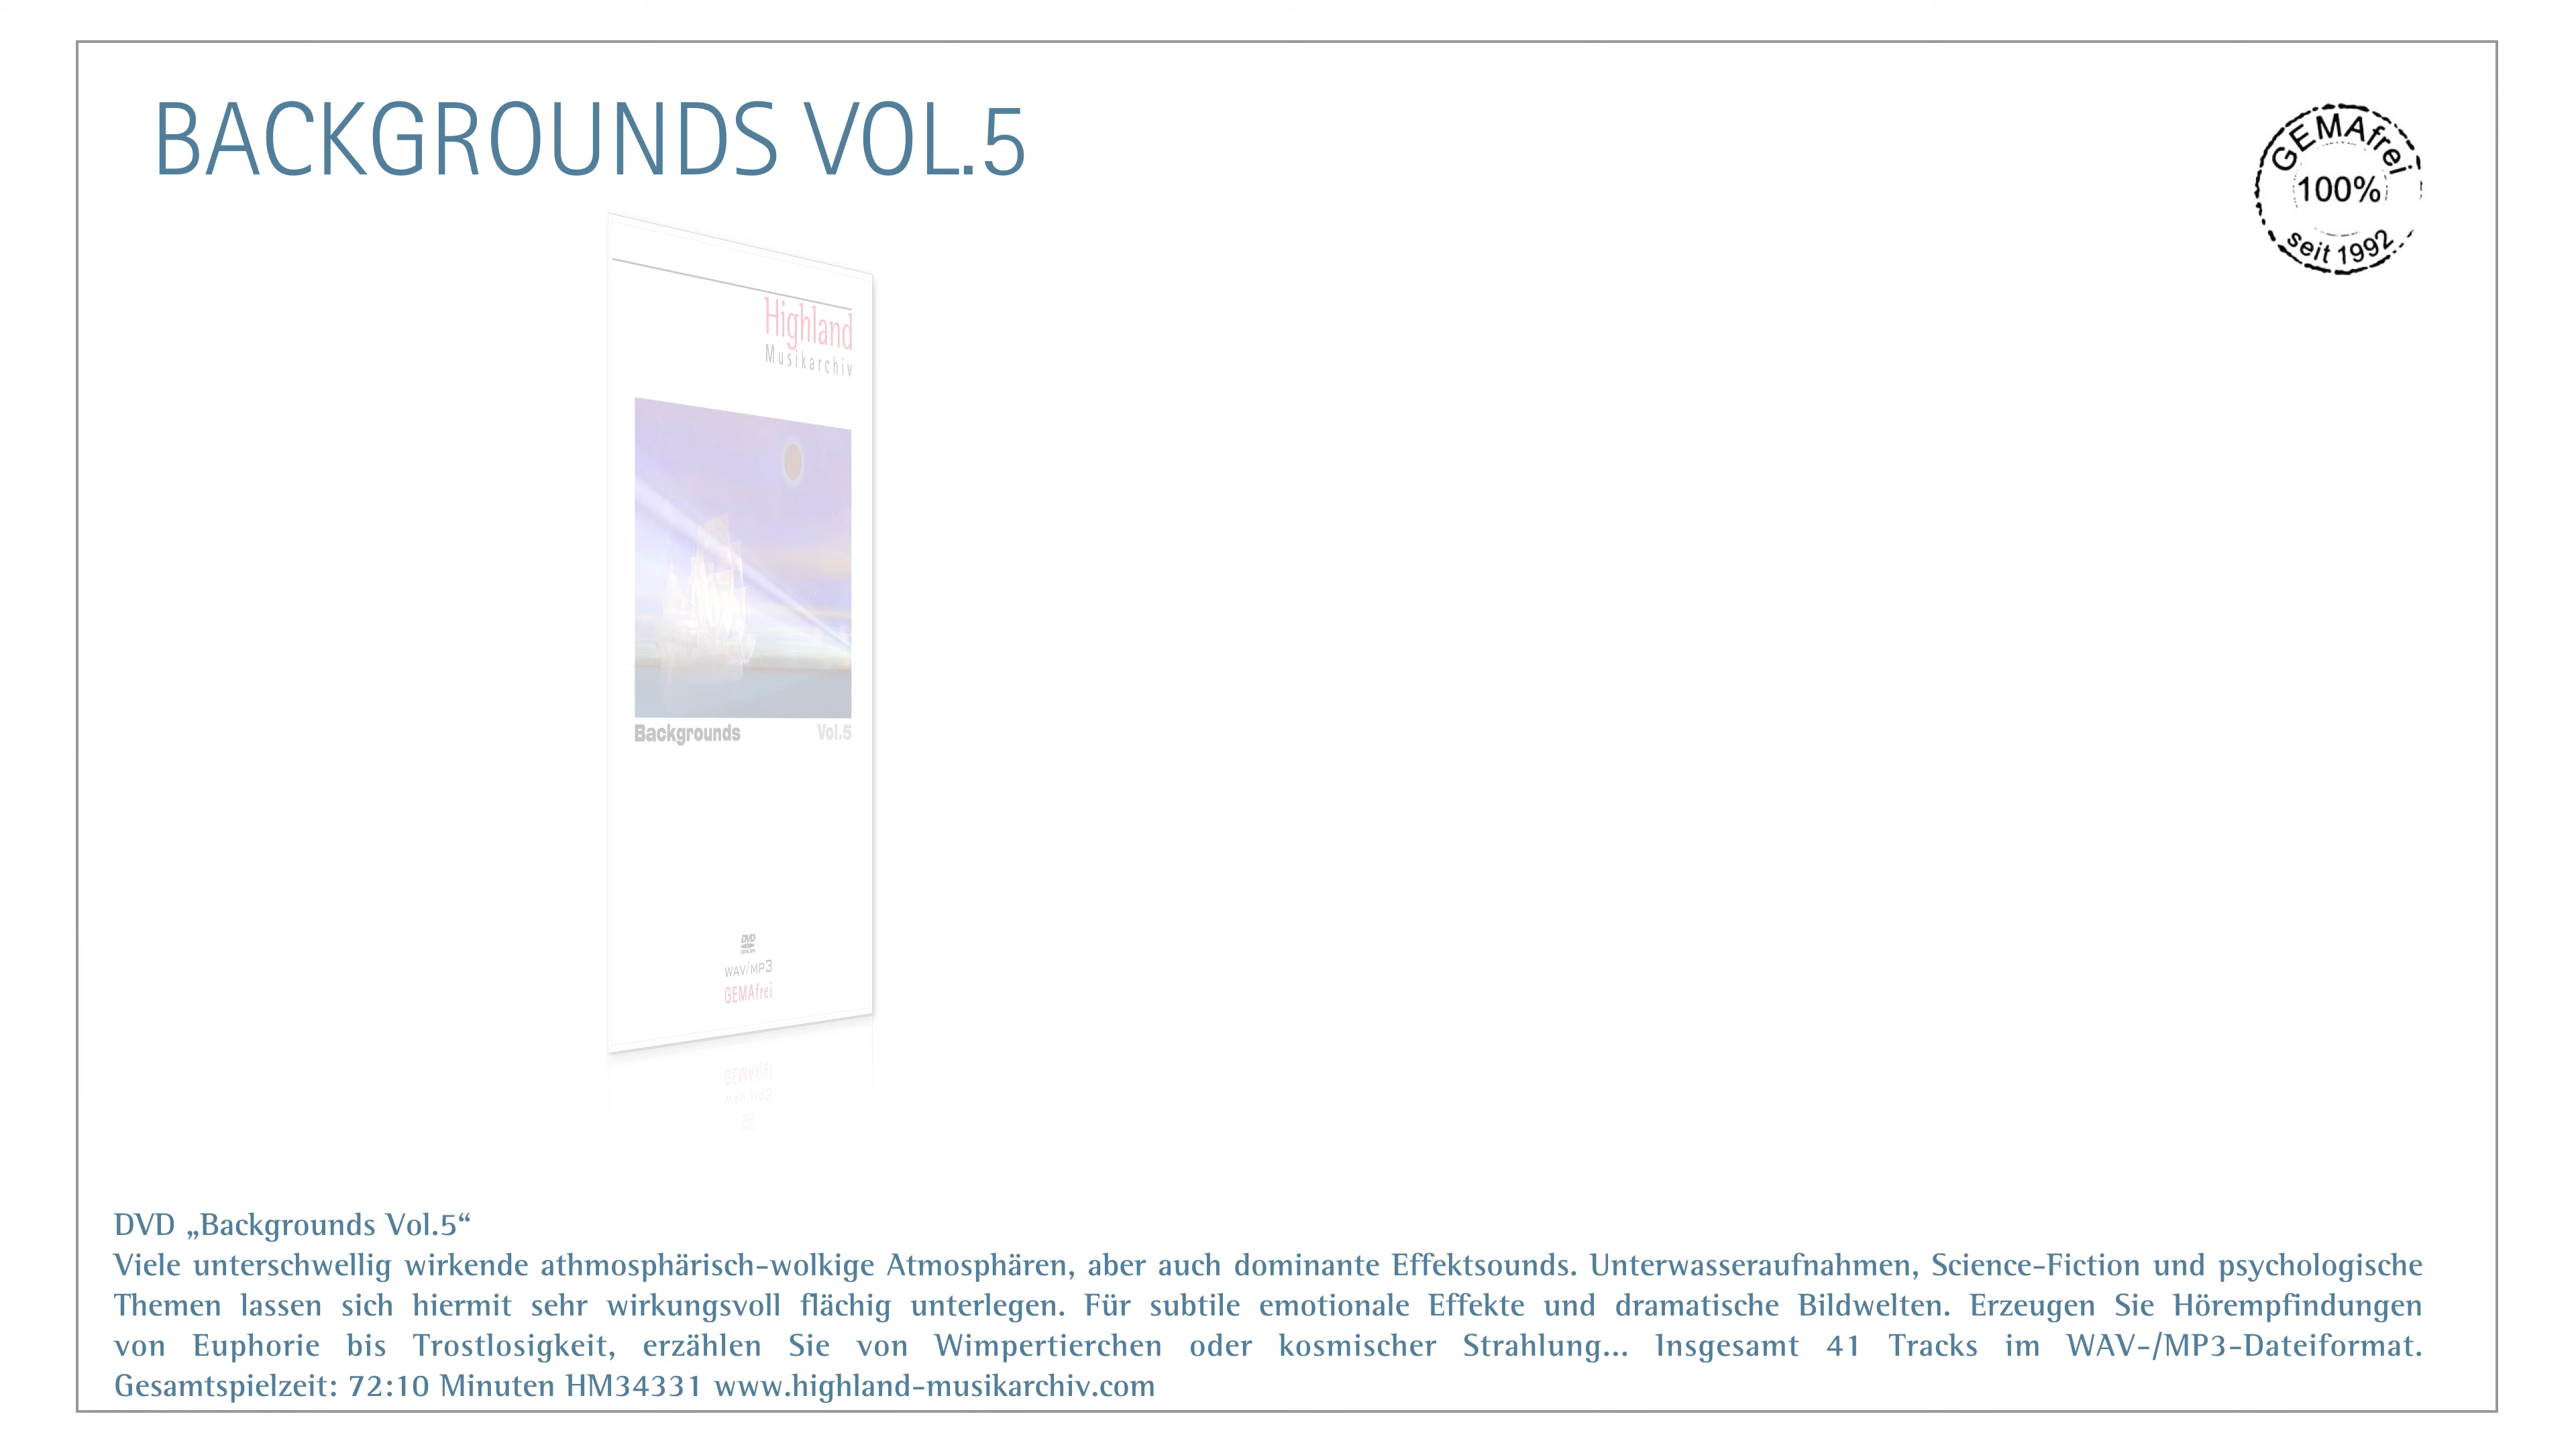 BACKGROUNDS VOL.5
GEMAfrei
100%
seit 1992
Highland
Musikarchiv
Backgrounds Vol.5
DVD
WAV/MP3
GEMAfrei
DVD „Backgrounds Vol.5“
Viele unterschwellig wirkende athmosphärisch-wolkige Atmosphären, aber auch dominante Effektsounds. Unterwasseraufnahmen, Science-Fiction und psychologische
Themen lassen sich hiermit sehr wirkungsvoll flächig unterlegen. Für subtile emotionale Effekte und dramatische Bildwelten. Erzeugen Sie Hörempfindungen
von Euphorie bis Trostlosigkeit, erzählen Sie von Wimpertierchen oder kosmischer Strahlung... Insgesamt 41 Tracks im WAV-/MP3-Dateiformat.
Gesamtspielzeit: 72:10 Minuten HM34331 www.highland-musikarchiv.com